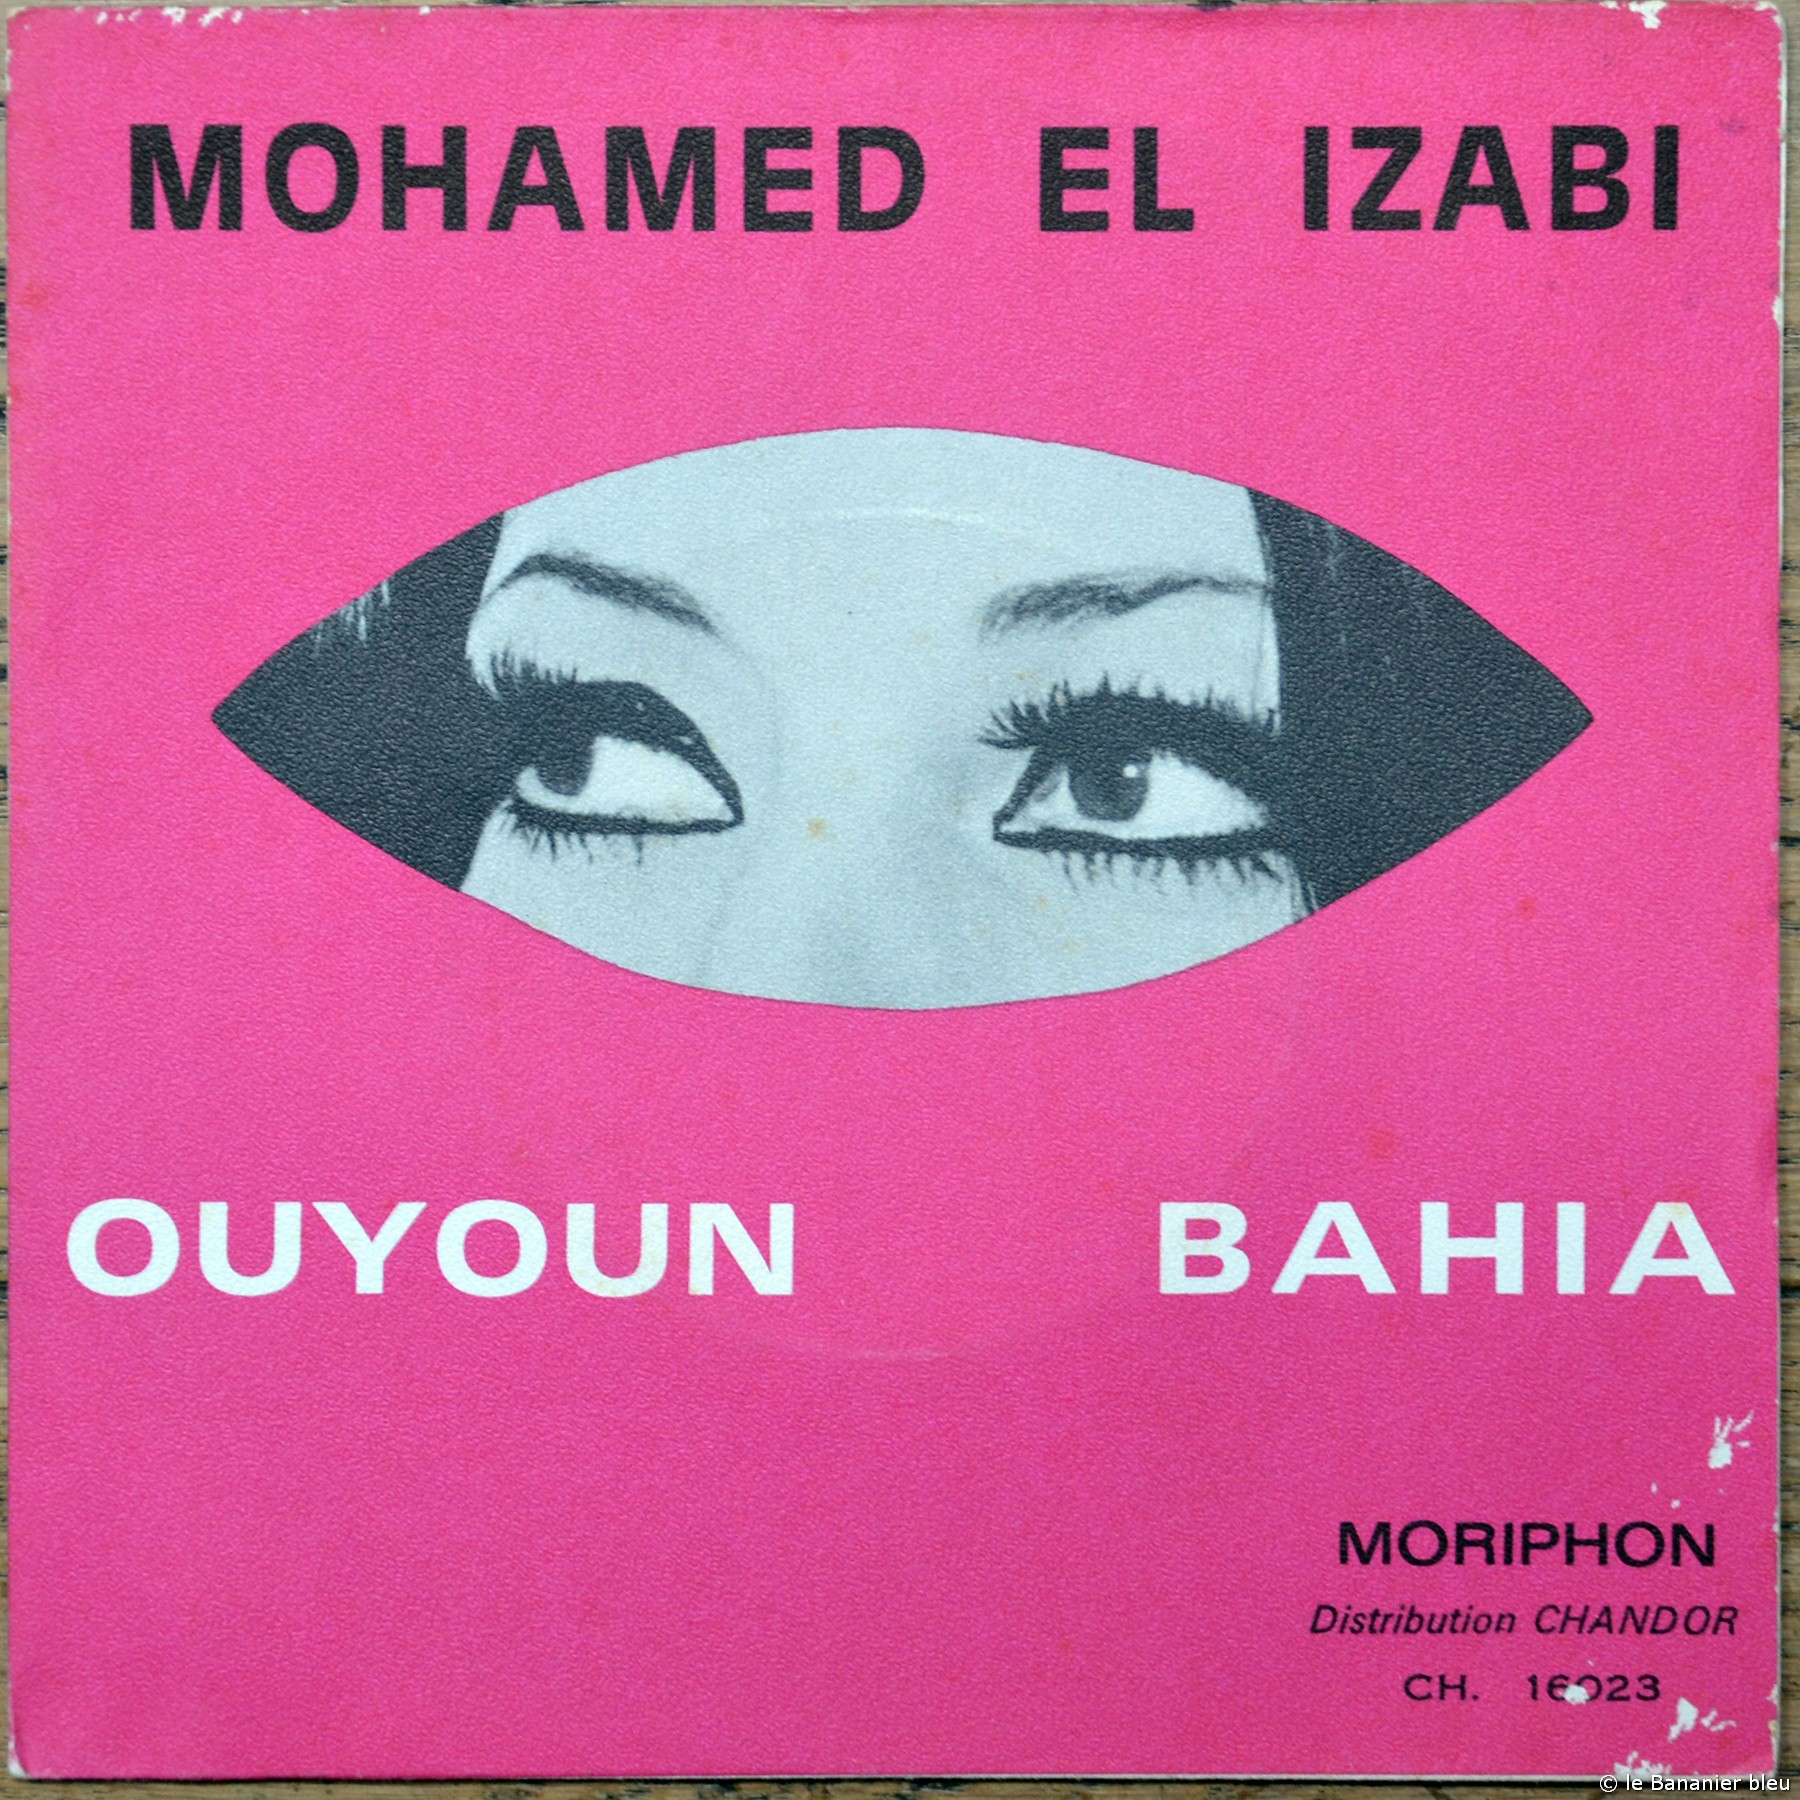 MOHAMED EL IZABI
OUYOUN BAHIA
MORIPHON
Distribution CHANDOR
CH. 16023
© le Bananier bleu